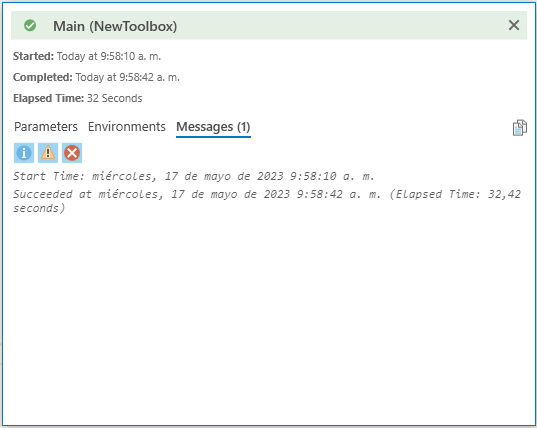 Main (NewToolbox)
Started: Today at 9:58:10 a. m.
Completed: Today at 9:58:42 a. m.
Elapsed Time: 32 Seconds
Parameters Environments Messages (1)
Start Time: miércoles, 17 de mayo de 2023 9:58:10 a. m.
Succeeded at miércoles, 17 de mayo de 2023 9:58:42 a. m. (Elapsed Time: 32,42
seconds)